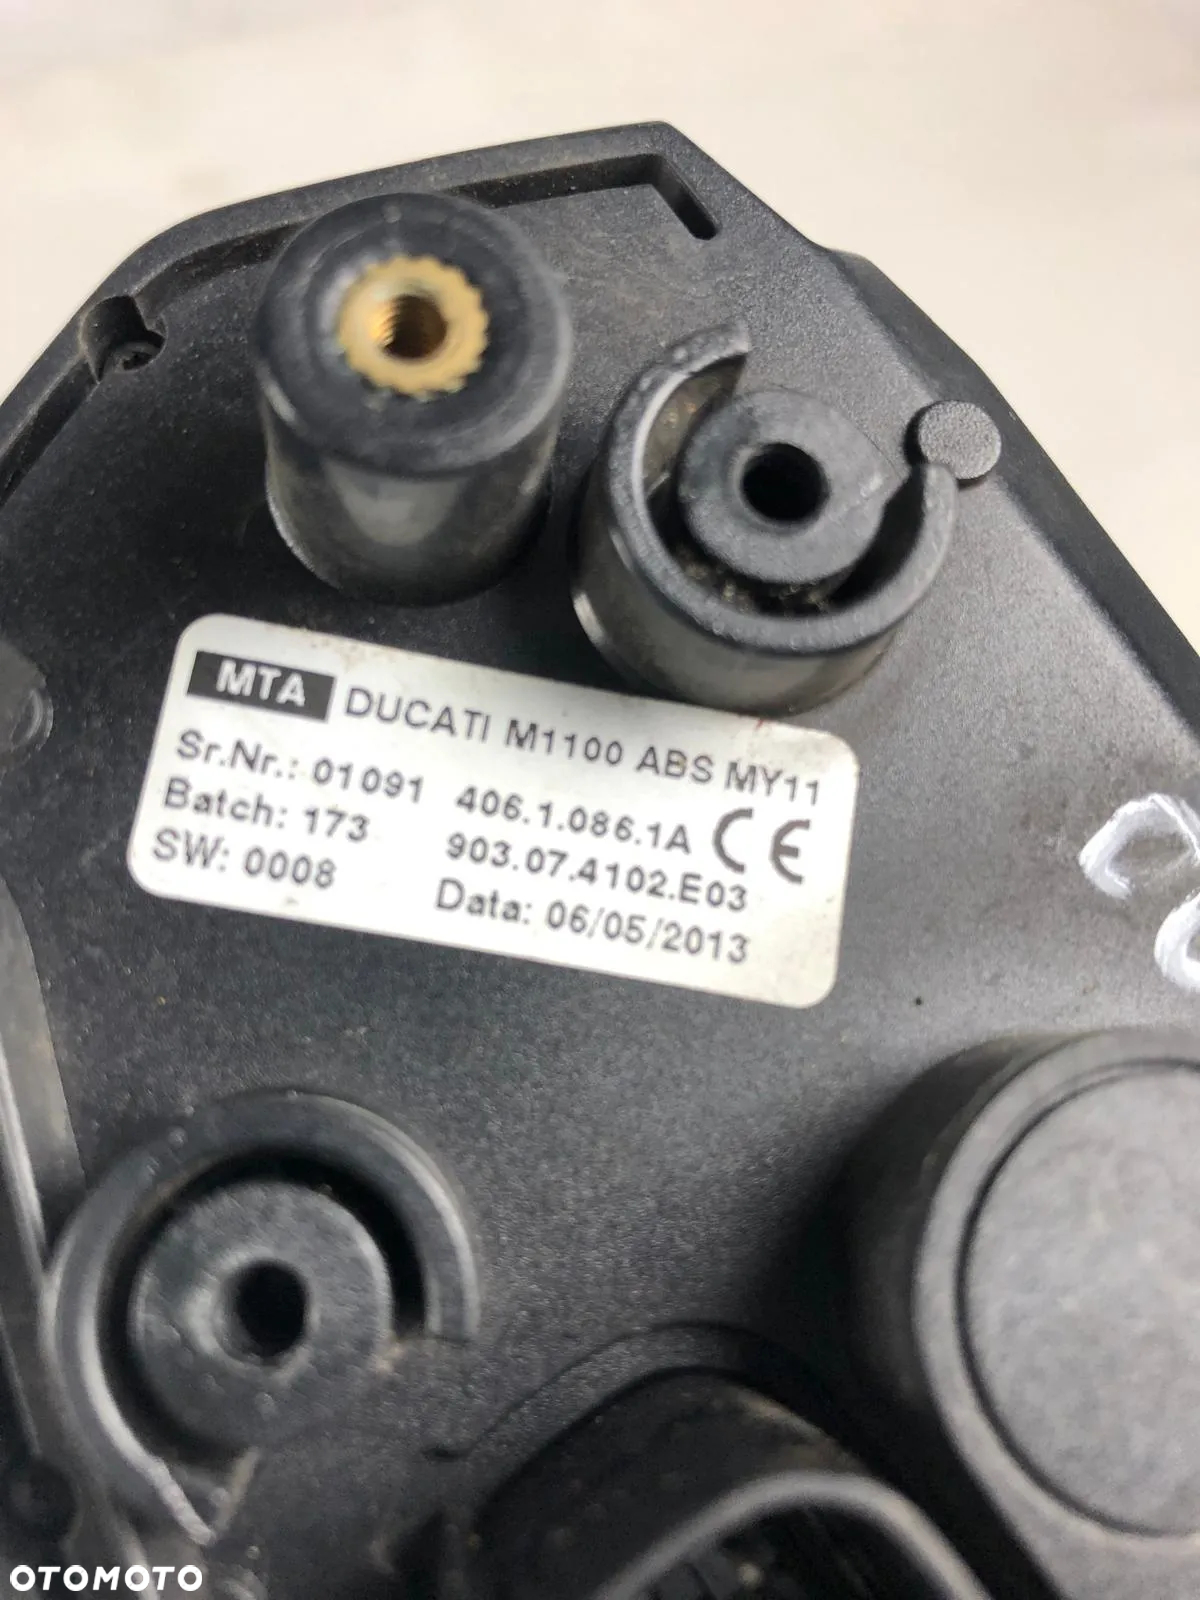 MTA DUCATI M1100 ABS MY11
Sr.Nr.: 01091 406.1.086.1A CE
Batch: 173 903.07.4102.E03
SW: 0008 Data: 06/05/2013
OTOMOTO